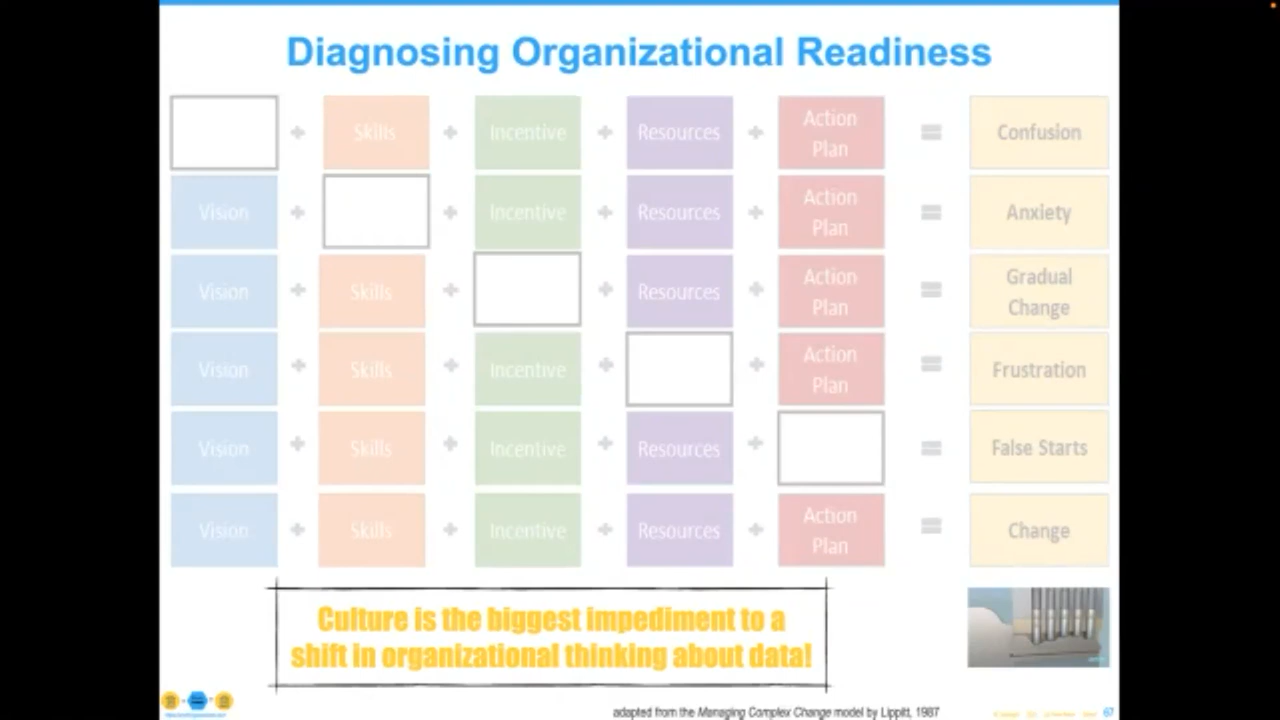 Diagnosing Organizational Readiness
Skills + Incentive + Resources + Action Plan = Confusion
Vision + Incentive + Resources + Action Plan = Anxiety
Vision + Skills + Resources + Action Plan = Gradual Change
Vision + Skills + Incentive + Action Plan = Frustration
Vision + Skills + Incentive + Resources = False Starts
Vision + Skills + Incentive + Resources + Action Plan = Change
Culture is the biggest impediment to a
shift in organizational thinking about data!
adapted from the Managing Complex Change model by Lippitt, 1987
67